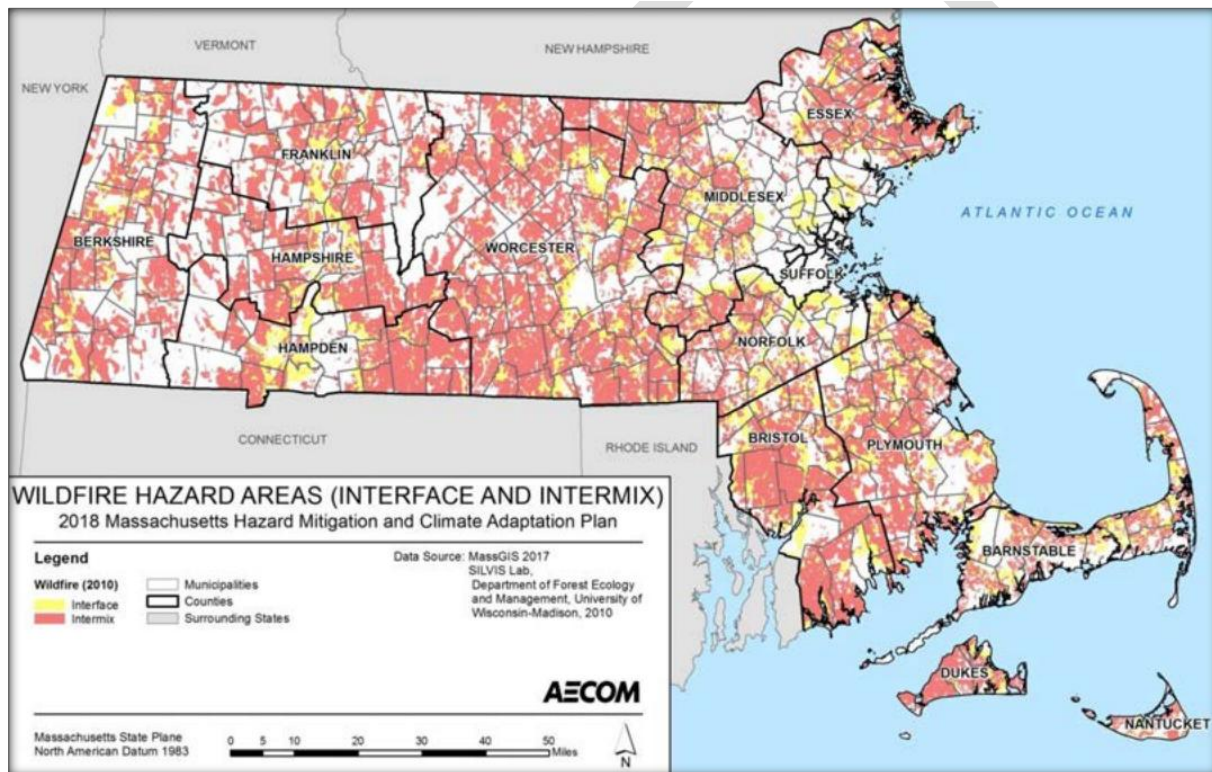 VERMONT
NEW HAMPSHIRE
NEW YORK
ESSEX
FRANKLIN
MIDDLESEX
ATLANTIC OCEAN
BERKSHIRE
WORCESTER
HAMPSHIRE
SUFFOLK
NORFOLK
HAMPDEN
CONNECTICUT
RHODE ISLAND
BRISTOL
PLYMOUTH
BARNSTABLE
DUKES
NANTUCKET
WILDFIRE HAZARD AREAS (INTERFACE AND INTERMIX)
2018 Massachusetts Hazard Mitigation and Climate Adaptation Plan
Legend
Wildfire (2010)
Interface
Intermix
Municipalities
Counties
Surrounding States
Data Source: MassGIS 2017
SILVIS Lab,
Department of Forest Ecology
and Management, University of
Wisconsin-Madison, 2010
AECOM
Massachusetts State Plane
North American Datum 1983
0 5 10 20 30 40 50
Miles
N